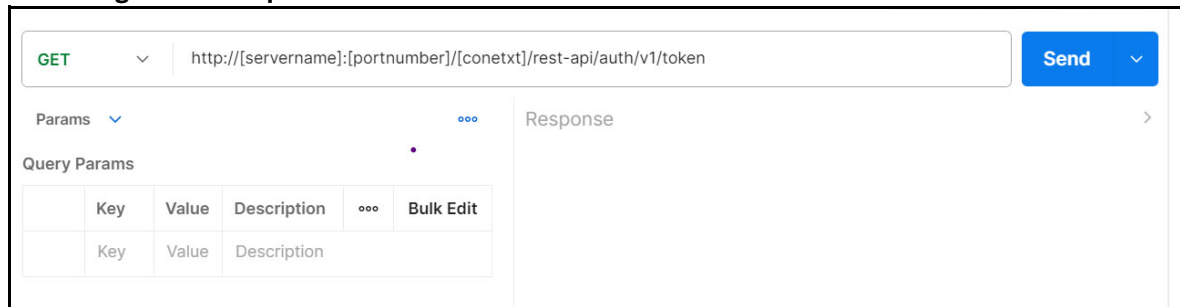 GET http://[servername]:[portnumber]/[conetxt]/rest-api/auth/v1/token Send
Params Response
Query Params
Key Value Description Bulk Edit
Key Value Description